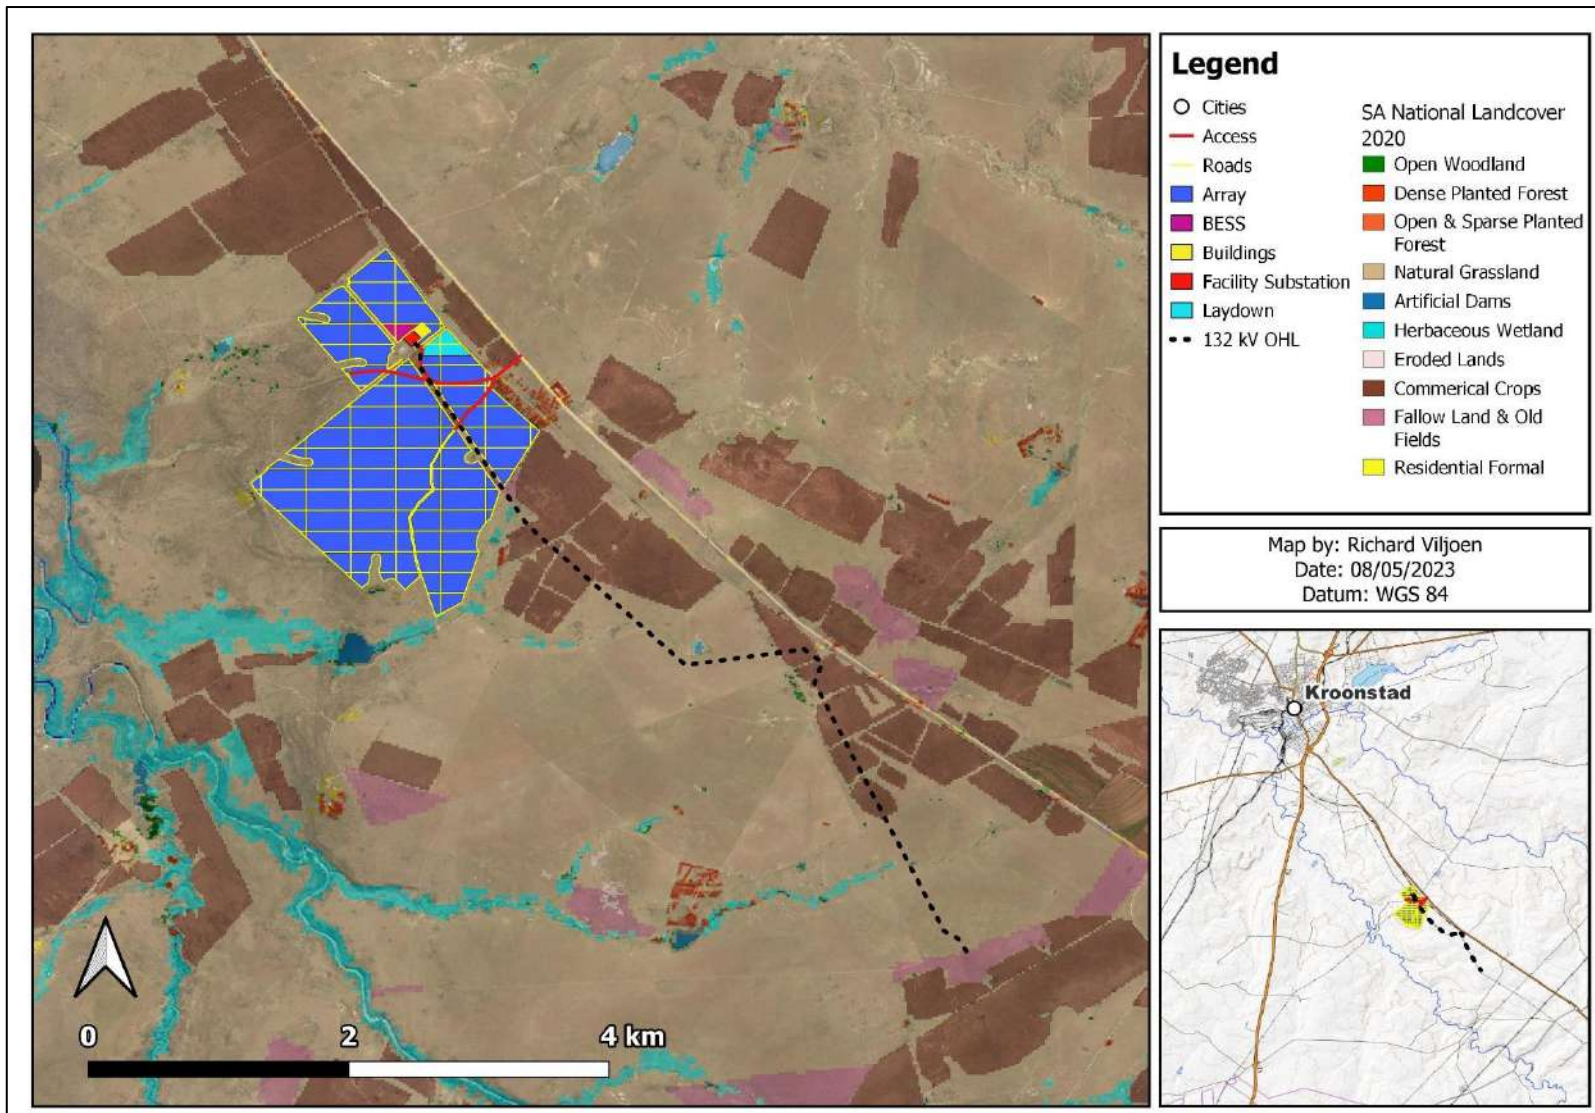 Legend
Cities
Access
Roads
Array
BESS
Buildings
Facility Substation
Laydown
132 kV OHL
SA National Landcover
2020
Open Woodland
Dense Planted Forest
Open & Sparse Planted
Forest
Natural Grassland
Artificial Dams
Herbaceous Wetland
Eroded Lands
Commerical Crops
Fallow Land & Old
Fields
Residential Formal
Map by: Richard Viljoen
Date: 08/05/2023
Datum: WGS 84
Kroonstad
0 2 4 km